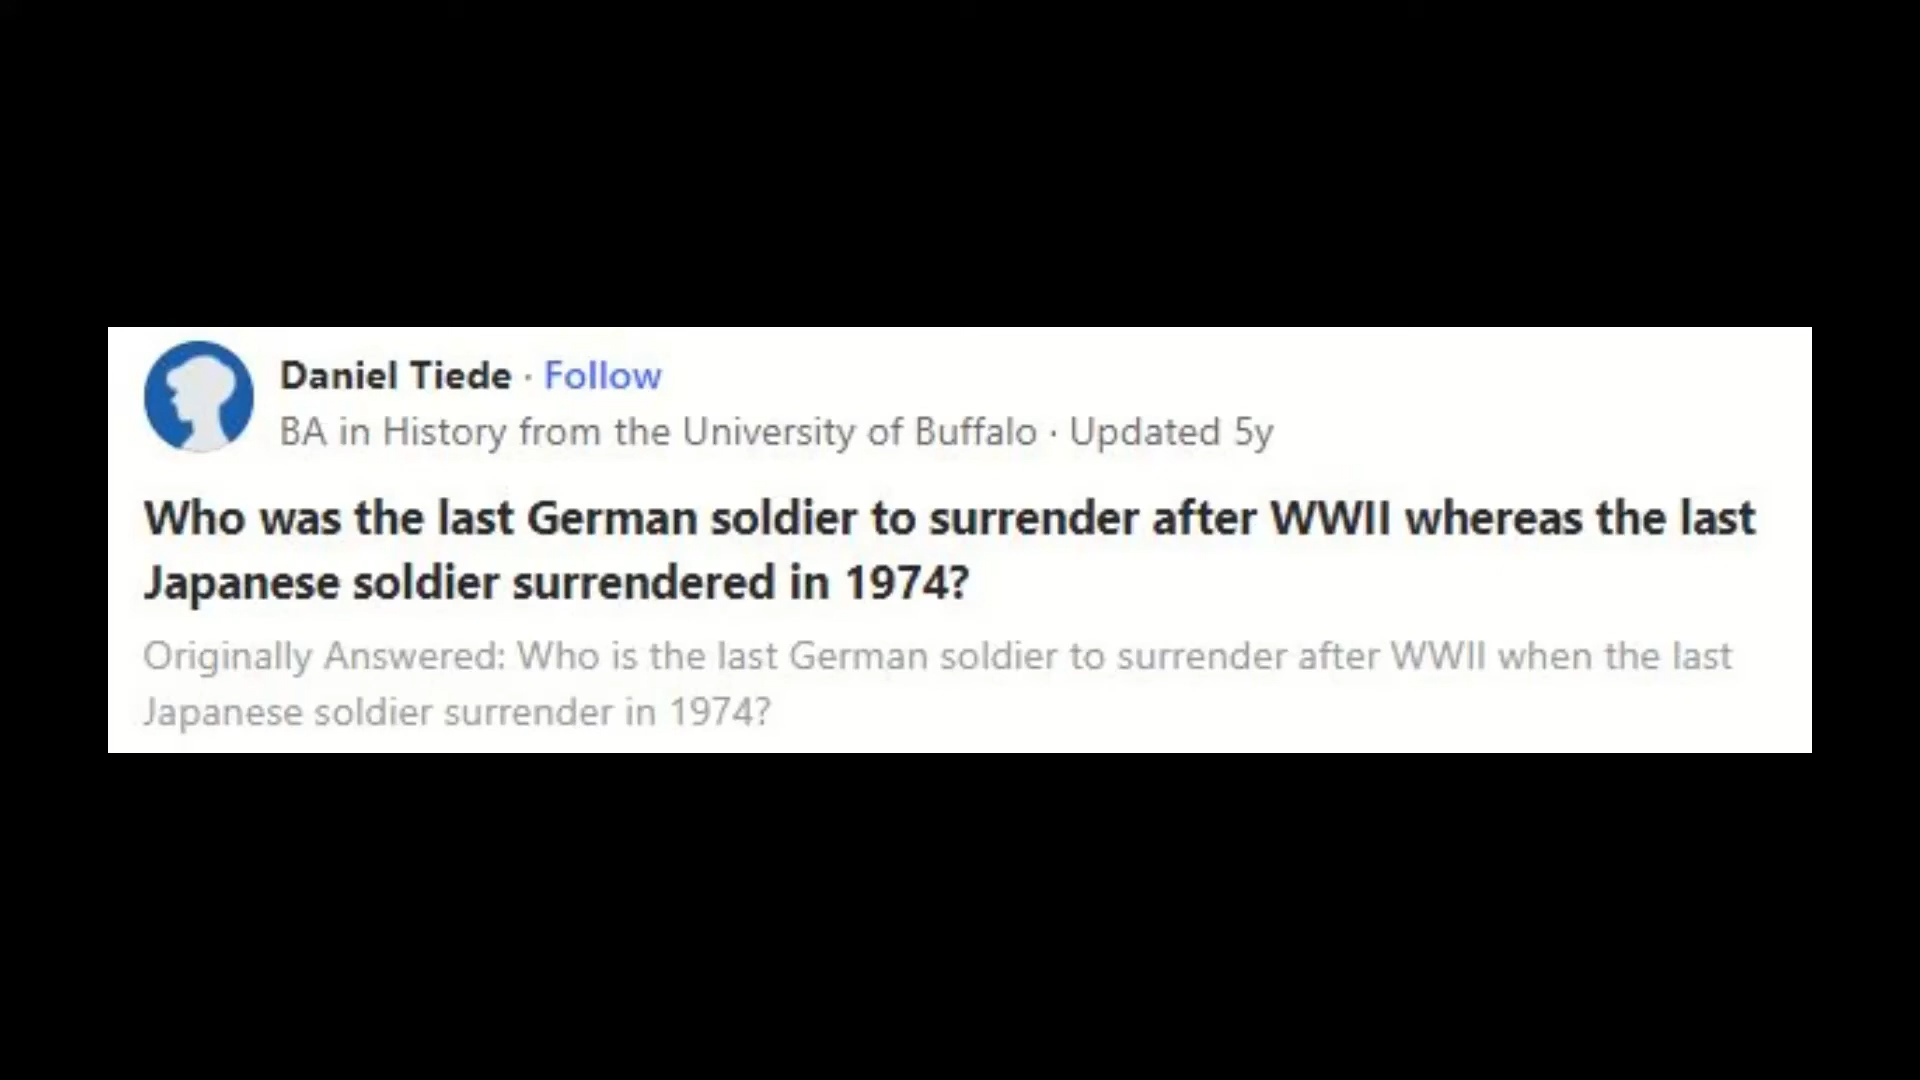 Daniel Tiede · Follow
BA in History from the University of Buffalo · Updated 5y
Who was the last German soldier to surrender after WWII whereas the last
Japanese soldier surrendered in 1974?
Originally Answered: Who is the last German soldier to surrender after WWII when the last
Japanese soldier surrender in 1974?